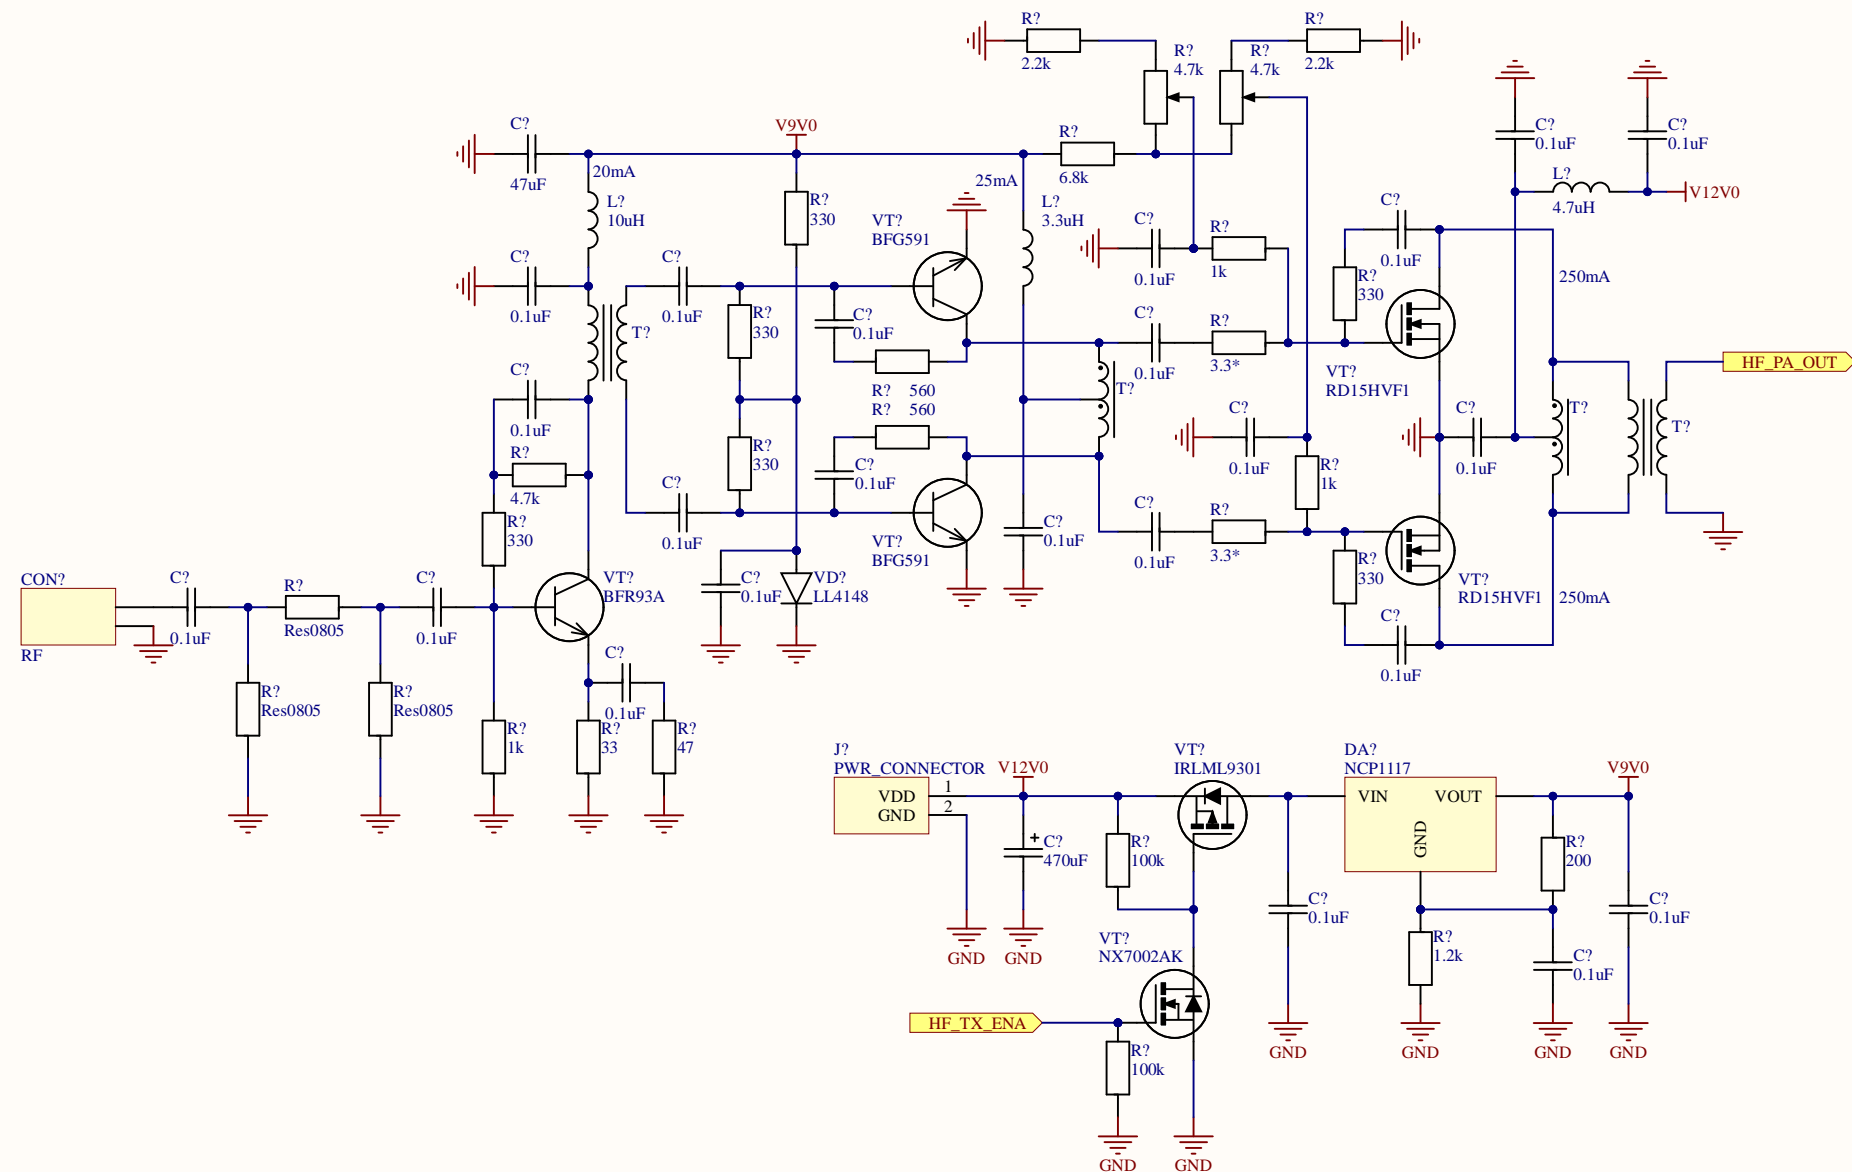 R?
2.2k
R?
4.7k
R?
4.7k
R?
2.2k
C?
47uF
20mA
V9V0
R?
6.8k
25mA
C?
0.1uF
C?
0.1uF
L?
10uH
R?
330
VT?
BFG591
L?
3.3uH
C?
0.1uF
R?
1k
C?
0.1uF
L?
4.7uH
V12V0
250mA
C?
0.1uF
T?
C?
0.1uF
R?
330
C?
0.1uF
R? 560
R? 560
C?
0.1uF
R?
3.3*
R?
330
VT?
RD15HVF1
HF_PA_OUT
C?
0.1uF
R?
4.7k
R?
330
C?
0.1uF
R?
330
C?
0.1uF
VT?
BFG591
T?
C?
0.1uF
C?
0.1uF
R?
1k
C?
0.1uF
R?
3.3*
C?
0.1uF
T?
T?
R?
330
VT?
RD15HVF1
250mA
C?
0.1uF
CON?
RF
C?
0.1uF
R?
Res0805
C?
0.1uF
VT?
BFR93A
C?
0.1uF
VD?
LL4148
R?
Res0805
R?
Res0805
R?
1k
C?
0.1uF
R?
33
R?
47
J?
PWR_CONNECTOR
VDD
1
GND
2
V12V0
C?
470uF
+
GND
GND
R?
100k
VT?
IRLML9301
DA?
NCP1117
VIN
VOUT
GND
V9V0
C?
0.1uF
GND
R?
200
R?
1.2k
GND
C?
0.1uF
GND
C?
0.1uF
GND
VT?
NX7002AK
HF_TX_ENA
R?
100k
GND
GND